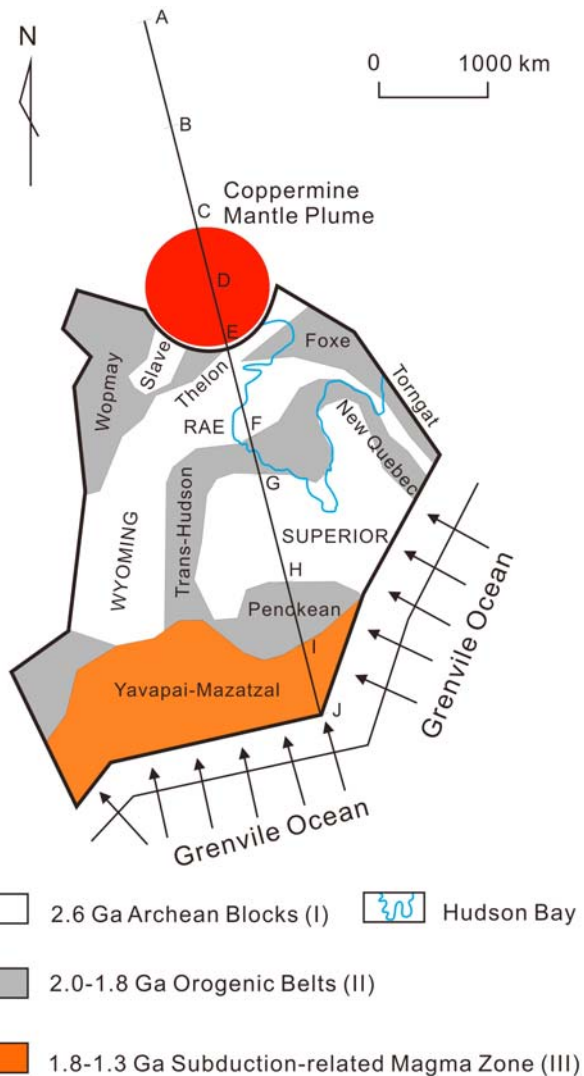 A
N
0 1000 km
B
C
Coppermine
Mantle Plume
D
E
Foxe
Slave
Thelon
Torngat
Wopmay
RAE
F
New Quebec
G
SUPERIOR
Trans-Hudson
WYOMING
H
Penokean
I
Yavapai-Mazatzal
J
Grenvile Ocean
Grenvile Ocean
2.6 Ga Archean Blocks (I)
Hudson Bay
2.0-1.8 Ga Orogenic Belts (II)
1.8-1.3 Ga Subduction-related Magma Zone (III)